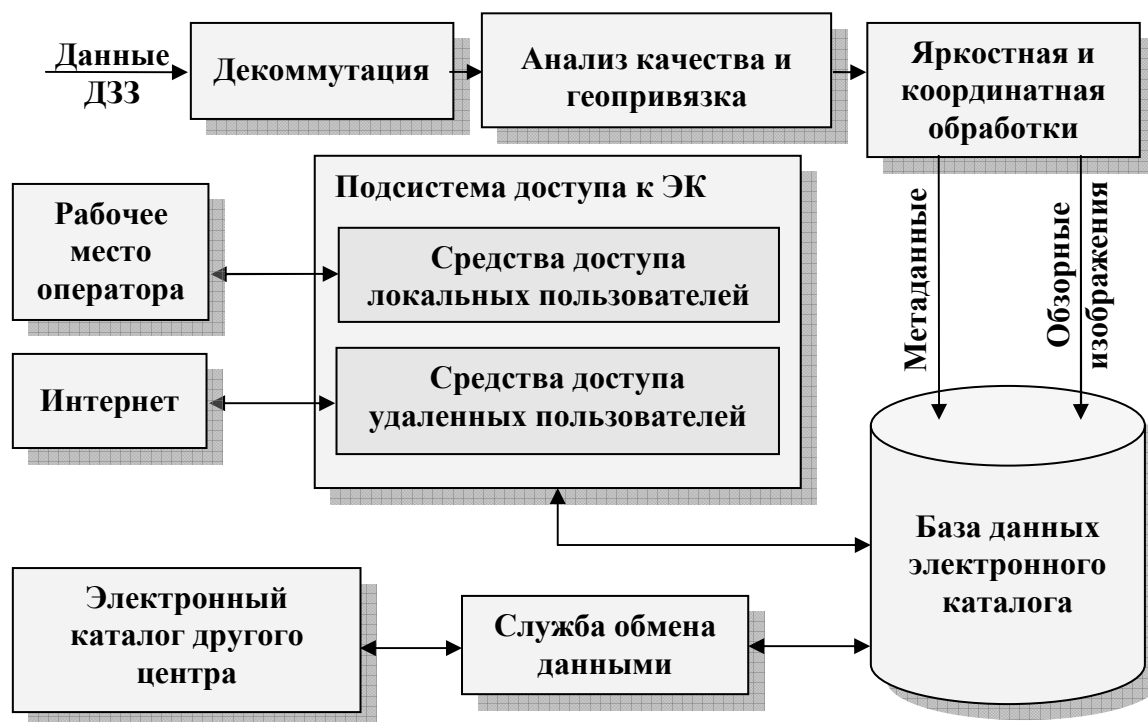 Данные
ДЗЗ
Декоммутация
Анализ качества и
геопривязка
Яркостная и
координатная
обработки
Подсистема доступа к ЭК
Рабочее
место
оператора
Средства доступа
локальных пользователей
Метаданные
Обзорные
изображения
Интернет
Средства доступа
удаленных пользователей
База данных
электронного
каталога
Электронный
каталог другого
центра
Служба обмена
данными